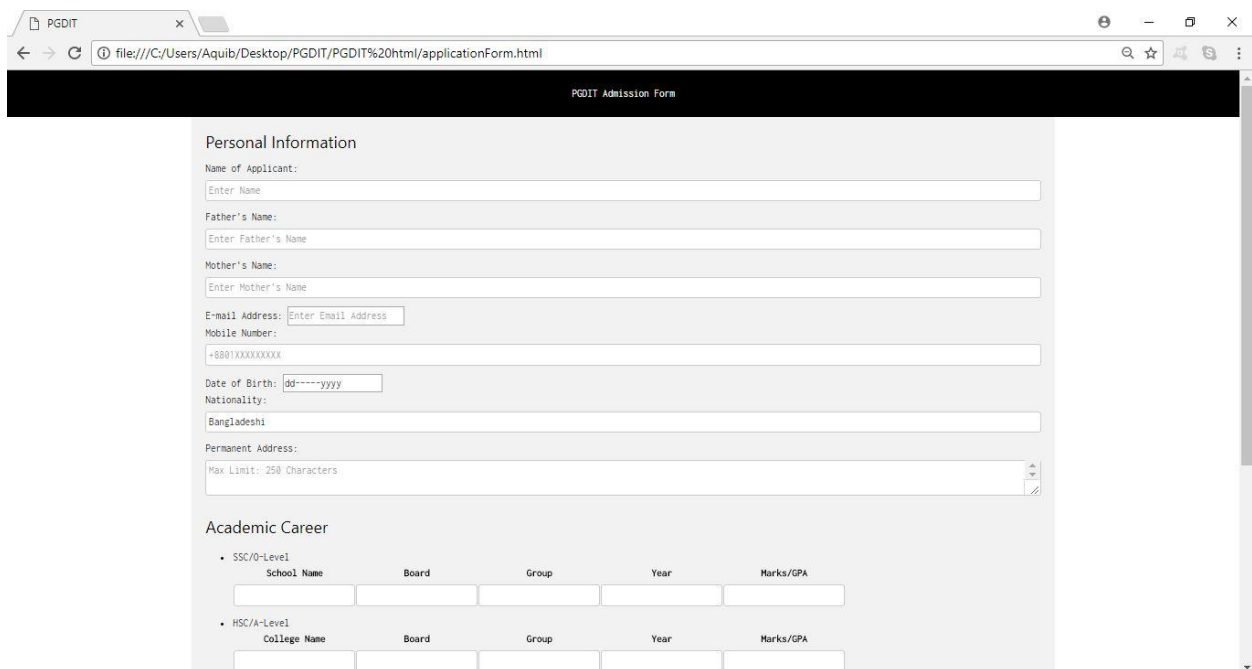 PGDIT
file:///C:/Users/Aquib/Desktop/PGDIT/PGDIT%20html/applicationForm.html
PGDIT Admission Form
Personal Information
Name of Applicant:
Enter Name
Father's Name:
Enter Father's Name
Mother's Name:
Enter Mother's Name
E-mail Address: Enter Email Address
Mobile Number:
+8801XXXXXXXXX
Date of Birth: dd-----yyyy
Nationality:
Bangladeshi
Permanent Address:
Max Limit: 250 Characters
Academic Career
• SSC/O-Level
School Name Board Group Year Marks/GPA
• HSC/A-Level
College Name Board Group Year Marks/GPA